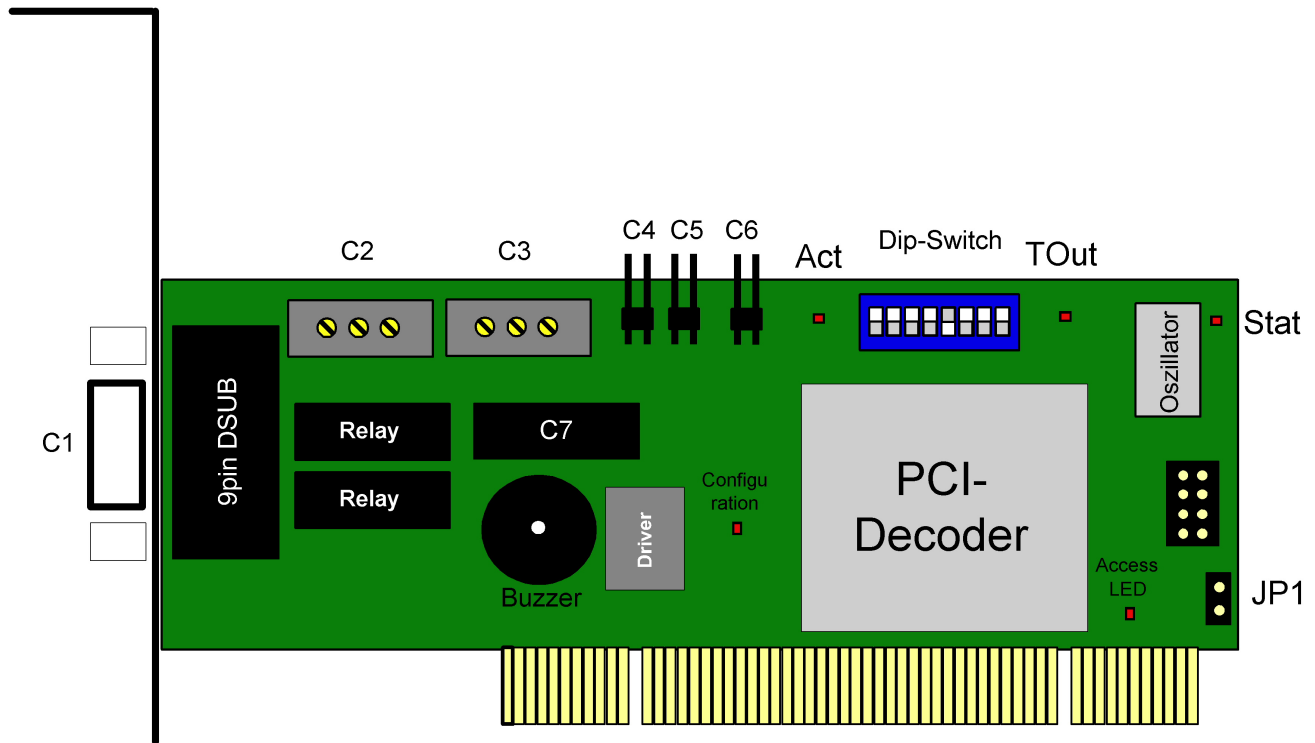 C4
C5
C6
C2
C3
Act
Dip-Switch
TOut
Stat
Oszillator
C1
9pin DSUB
Relay
C7
Relay
Configu
ration
PCI-
Decoder
Driver
Buzzer
Access
LED
JP1